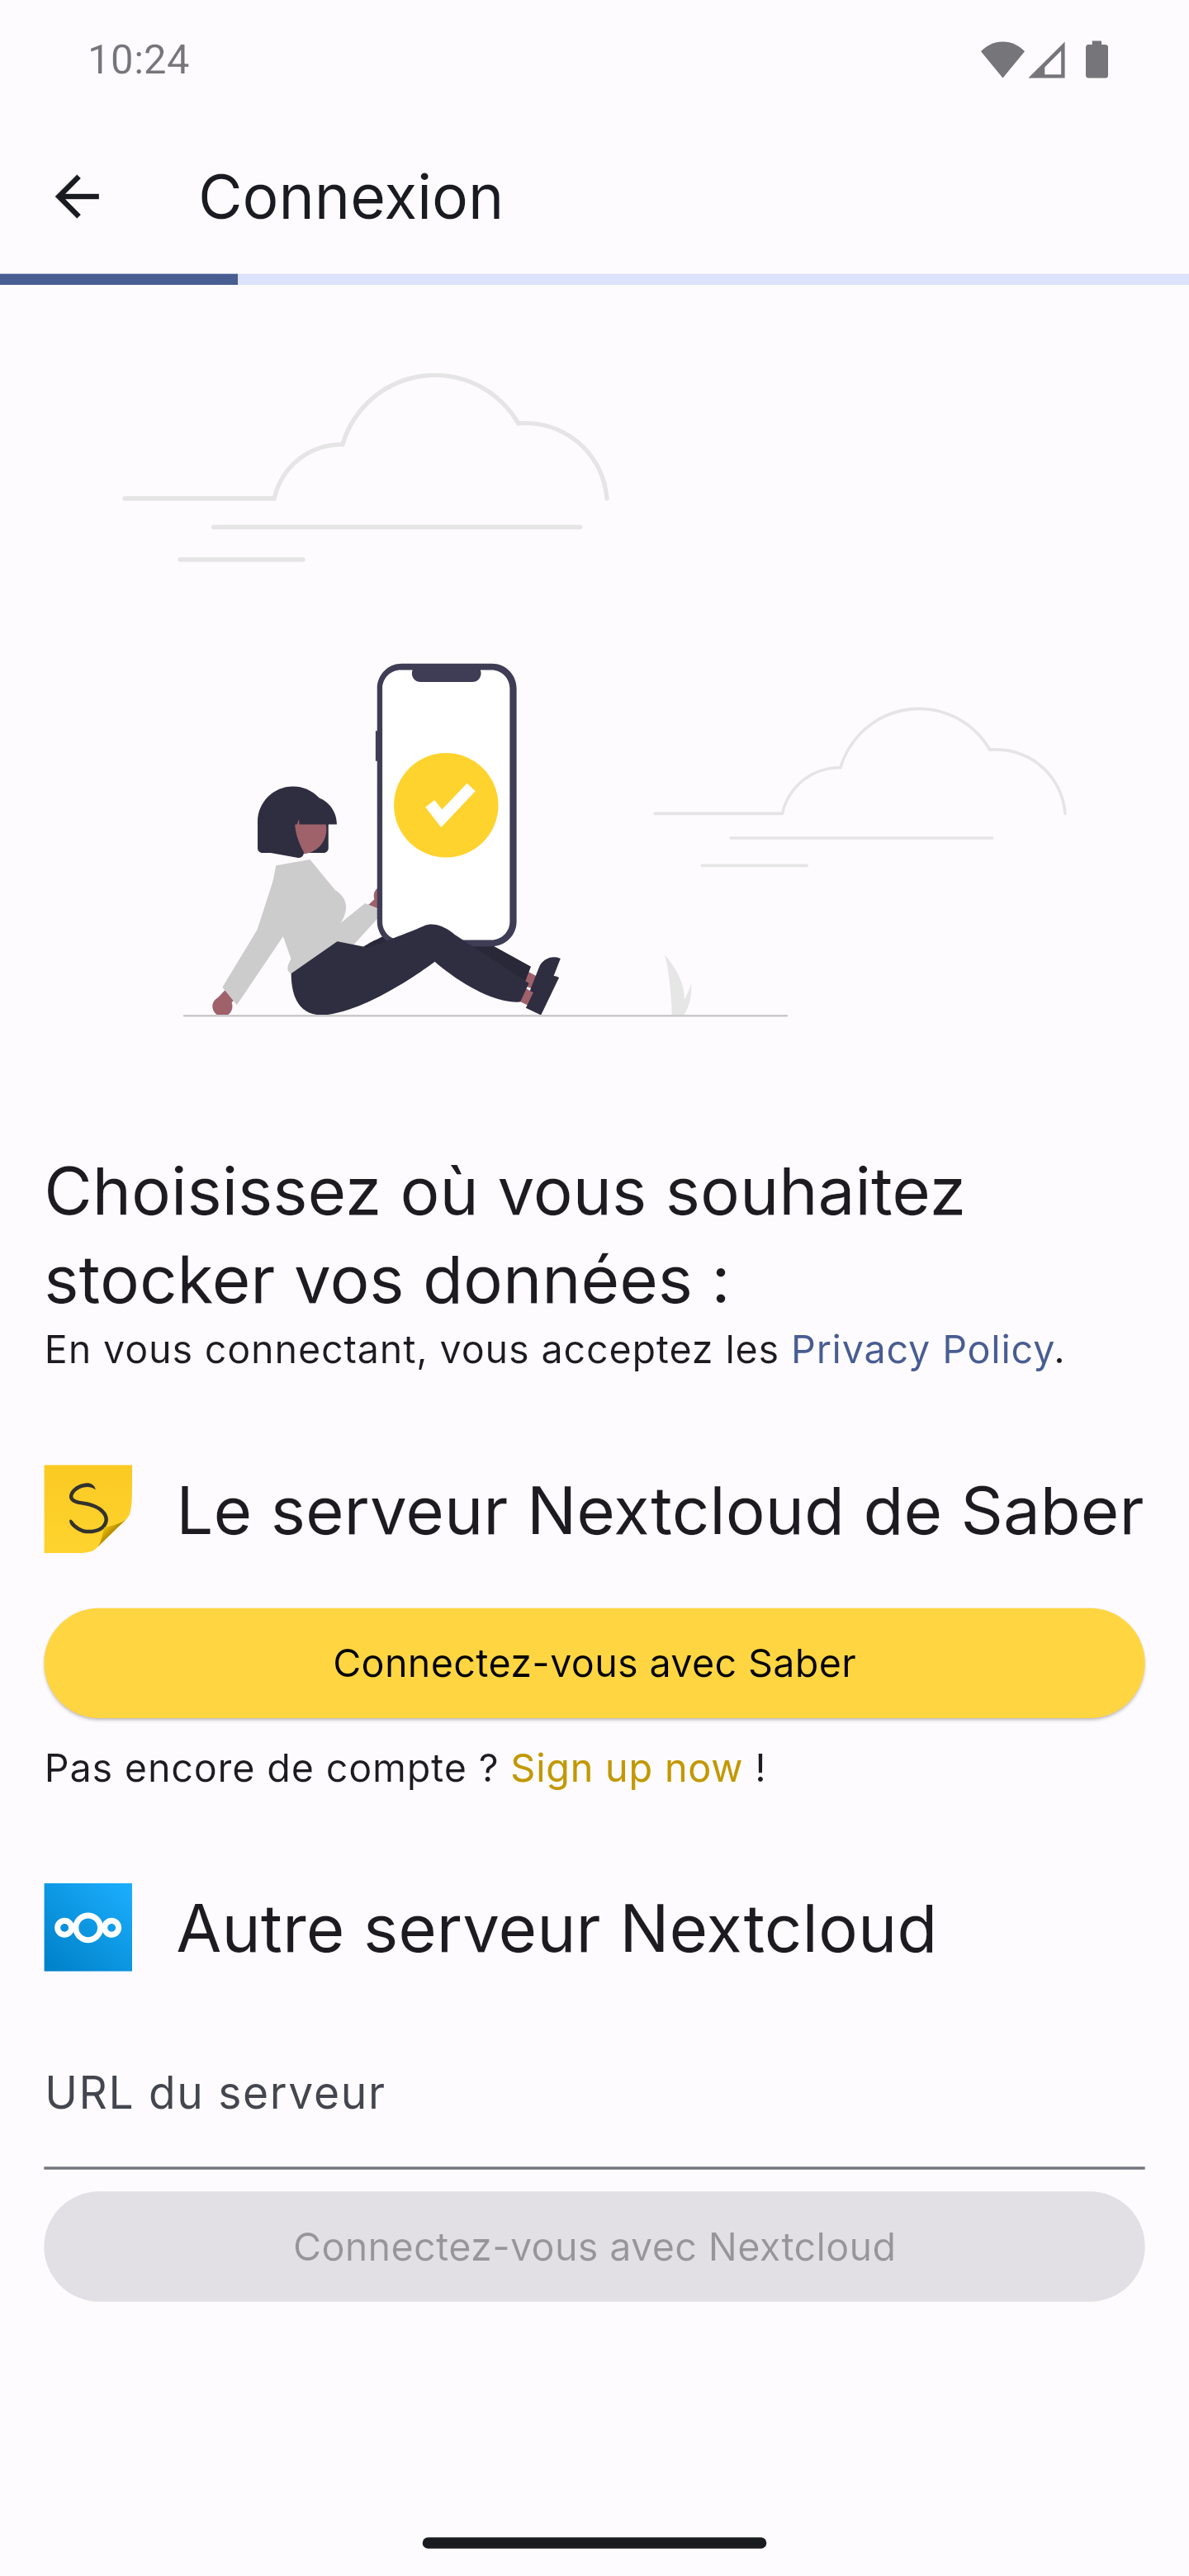 10:24
Connexion
Choisissez où vous souhaitez
stocker vos données :
En vous connectant, vous acceptez les Privacy Policy.
S
Le serveur Nextcloud de Saber
Connectez-vous avec Saber
Pas encore de compte ? Sign up now !
Autre serveur Nextcloud
URL du serveur
Connectez-vous avec Nextcloud